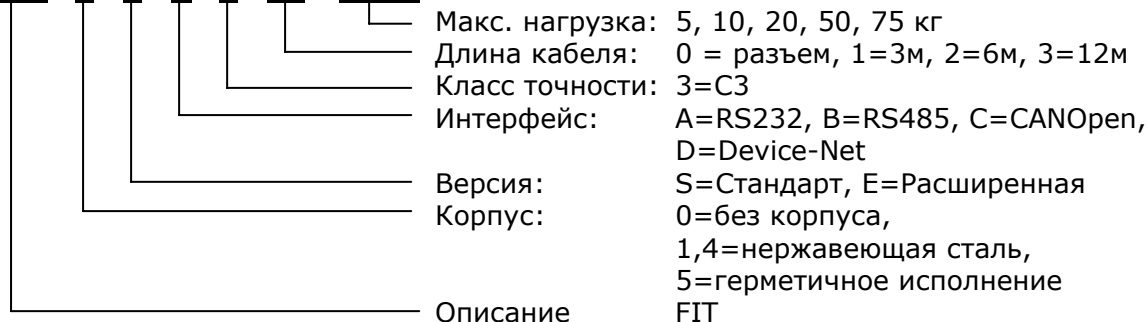 Макс. нагрузка: 5, 10, 20, 50, 75 кг
Длина кабеля: 0 = разъем, 1=3м, 2=6м, 3=12м
Класс точности: 3=C3
Интерфейс: A=RS232, B=RS485, C=CANOpen,
D=Device-Net
Версия: S=Стандарт, E=Расширенная
Корпус: 0=без корпуса,
1,4=нержавеющая сталь,
5=герметичное исполнение
Описание FIT